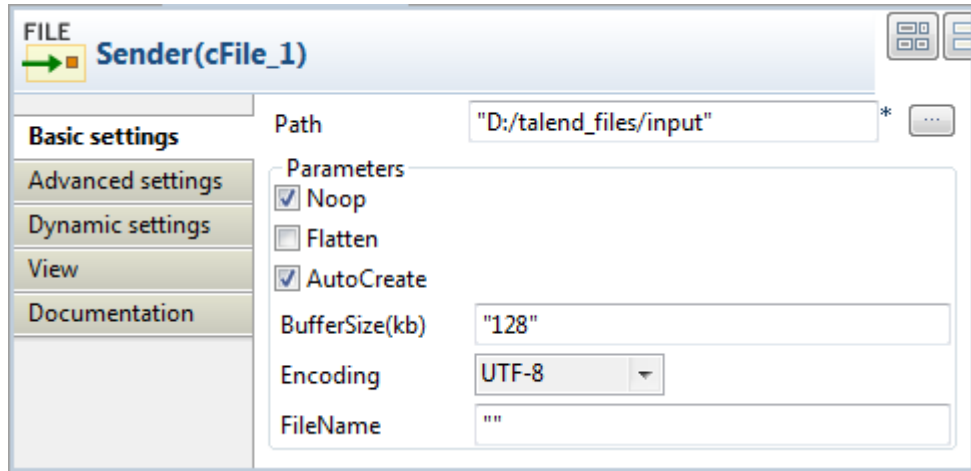 FILE
Sender(cFile_1)
Basic settings
Advanced settings
Dynamic settings
View
Documentation
Path "D:/talend_files/input" * ...
Parameters
Noop
Flatten
AutoCreate
BufferSize(kb) "128"
Encoding UTF-8
FileName ""